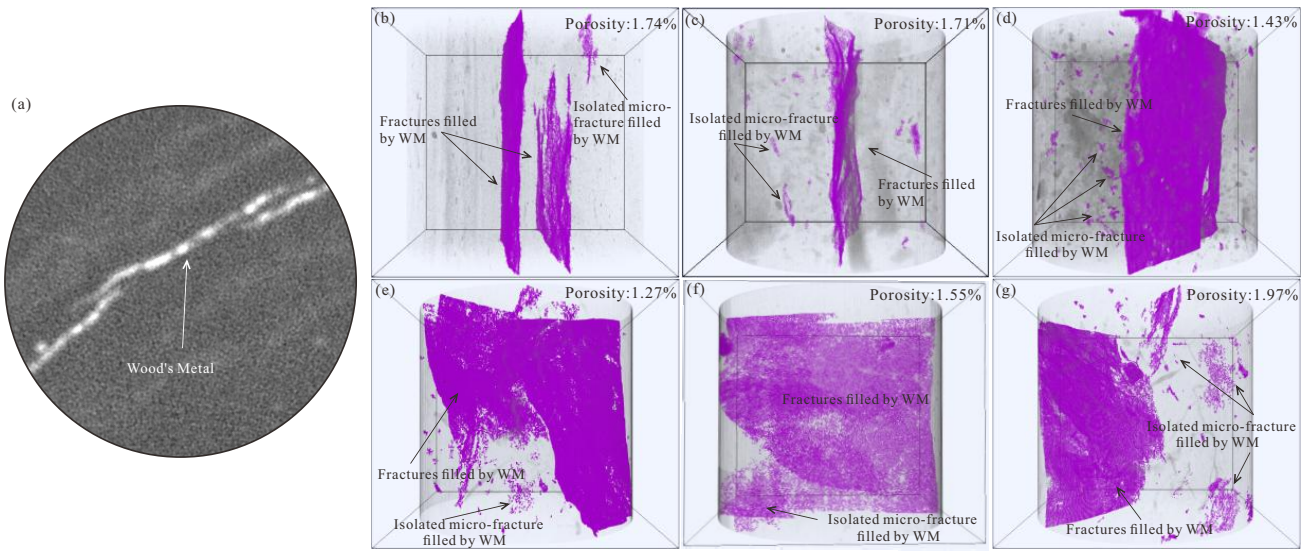 (a)
Wood's Metal
(b)
Porosity:1.74%
Fractures filled
by WM
Isolated micro-
fracture filled
by WM
(c)
Porosity:1.71%
Isolated micro-fracture
filled by WM
Fractures filled
by WM
(d)
Porosity:1.43%
Fractures filled by WM
Isolated micro-fracture
filled by WM
(e)
Porosity:1.27%
Fractures filled by WM
Isolated micro-fracture
filled by WM
(f)
Porosity:1.55%
Fractures filled by WM
Isolated micro-fracture
filled by WM
(g)
Porosity:1.97%
Isolated micro-fracture
filled by WM
Fractures filled by WM